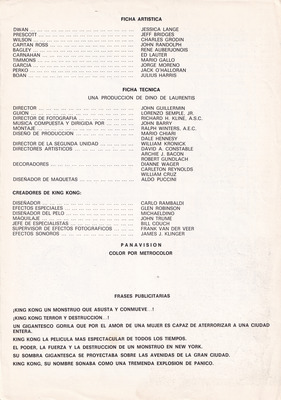 FICHA ARTISTICA
DWAN ............ JESSICA LANGE
PRESCOTT ............ JEFF BRIDGES
WILSON ............ CHARLES GRODIN
CAPITAN ROSS ............ JOHN RANDOLPH
BAGLEY ............ RENE AUBERJONOIS
CARNAHAN ............ ED LAUTER
TIMMONS ............ MARIO GALLO
GARCIA ............ JORGE MORENO
PERKO ............ JACK O'HALLORAN
BOAN ............ JULIUS HARRIS
FICHA TECNICA
UNA PRODUCCION DE DINO DE LAURENTIS
DIRECTOR ............ JOHN GUILLERMIN
GUION ............ LORENZO SEMPLE, JR.
DIRECTOR DE FOTOGRAFIA ............ RICHARD H. KLINE, A.S.C.
MUSICA COMPUESTA Y DIRIGIDA POR ............ JOHN BARRY
MONTAJE ............ RALPH WINTERS, A.E.C.
DISEÑO DE PRODUCCION ............ MARIO CHIARI
DALE HENNESY
DIRECTOR DE LA SEGUNDA UNIDAD ............ WILLIAM KRONICK
DIRECTORES ARTISTICOS ............ DAVID A. CONSTABLE
ARCHIE J. BACON
ROBERT GUNDLACH
DECORADORES ............ DIANNE WAGER
CARLETON REYNOLDS
WILLIAM CRUZ
DISEÑADOR DE MAQUETAS ............ ALDO PUCCINI
CREADORES DE KING KONG:
DISEÑADOR ............ CARLO RAMBALDI
EFECTOS ESPECIALES ............ GLEN ROBINSON
DISEÑADOR DEL PELO ............ MICHAELDINO
MAQUILAJE ............ JOHN TRUME
JEFE DE ESPECIALISTAS ............ BILL COUCH
SUPERVISOR DE EFECTOS FOTOGRAFICOS ............ FRANK VAN DER VEER
EFECTOS SONOROS ............ JAMES J. KLINGER
PANAVISION
COLOR POR METROCOLOR
FRASES PUBLICITARIAS
¡KING KONG UN MONSTRUO QUE ASUSTA Y CONMUEVE...!
¡KING KONG TERROR Y DESTRUCCION...!
UN GIGANTESCO GORILA QUE POR EL AMOR DE UNA MUJER ES CAPAZ DE ATERRORIZAR A UNA CIUDAD
ENTERA.
KING KONG LA PELICULA MAS ESPECTACULAR DE TODOS LOS TIEMPOS.
EL PODER, LA FUERZA Y LA DESTRUCCION DE UN MONSTRUO EN NEW YORK.
SU SOMBRA GIGANTESCA SE PROYECTABA SOBRE LAS AVENIDAS DE LA GRAN CIUDAD.
KING KONG, SU NOMBRE SONABA COMO UNA TREMENDA EXPLOSION DE PANICO.